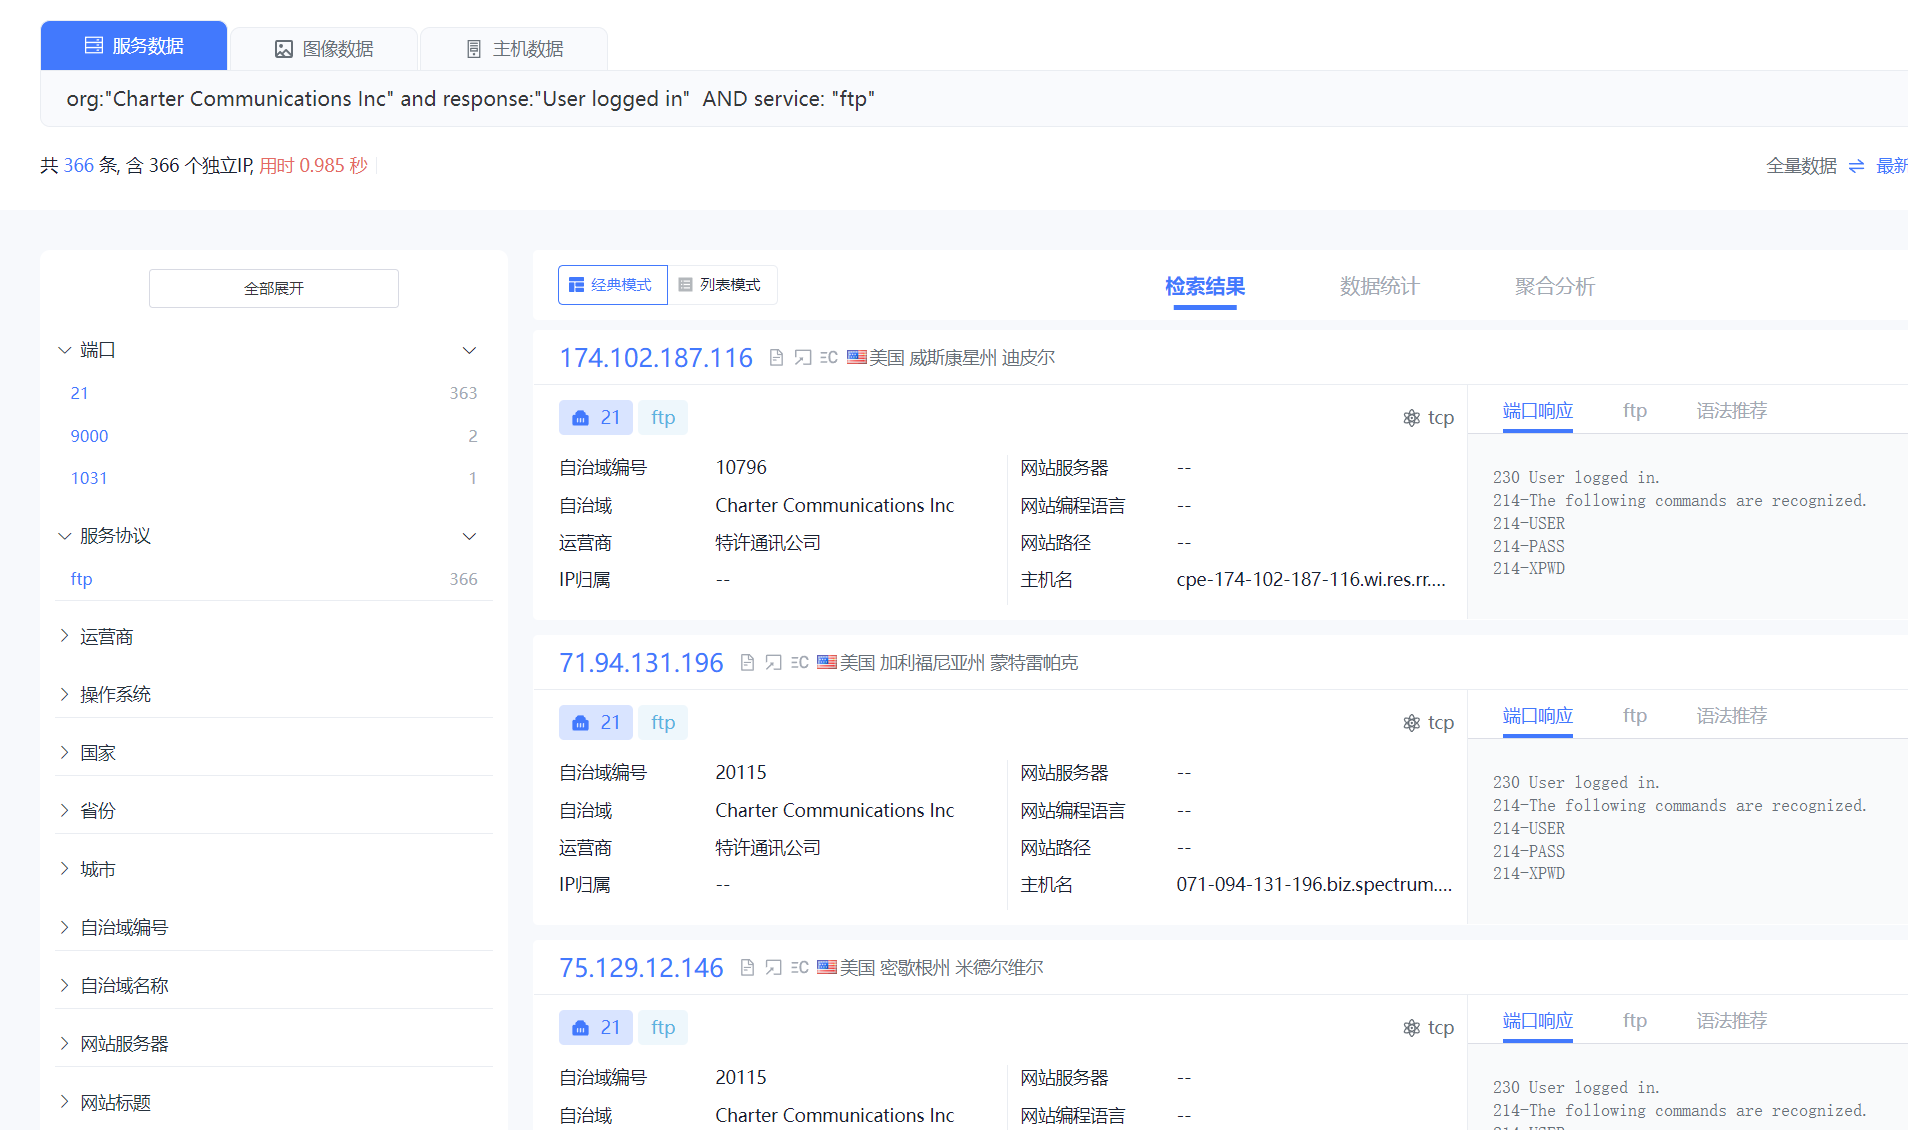 服务数据
图像数据
主机数据
org:"Charter Communications Inc" and response:"User logged in"  AND service: "ftp"
共 366 条, 含 366 个独立IP, 用时 0.985 秒
全量数据 最新
全部展开
端口
21 363
9000 2
1031 1
服务协议
ftp 366
运营商
操作系统
国家
省份
城市
自治域编号
自治域名称
网站服务器
网站标题
经典模式 列表模式
检索结果 数据统计 聚合分析
174.102.187.116 美国 威斯康星州 迪皮尔
21 ftp tcp
自治域编号 10796 网站服务器 --
自治域 Charter Communications Inc 网站编程语言 --
运营商 特许通讯公司 网站路径 --
IP归属 -- 主机名 cpe-174-102-187-116.wi.res.rr....
端口响应 ftp 语法推荐
230 User logged in.
214-The following commands are recognized.
214-USER
214-PASS
214-XPWD
71.94.131.196 美国 加利福尼亚州 蒙特雷帕克
21 ftp tcp
自治域编号 20115 网站服务器 --
自治域 Charter Communications Inc 网站编程语言 --
运营商 特许通讯公司 网站路径 --
IP归属 -- 主机名 071-094-131-196.biz.spectrum....
端口响应 ftp 语法推荐
230 User logged in.
214-The following commands are recognized.
214-USER
214-PASS
214-XPWD
75.129.12.146 美国 密歇根州 米德尔维尔
21 ftp tcp
自治域编号 20115 网站服务器 --
自治域 Charter Communications Inc 网站编程语言 --
端口响应 ftp 语法推荐
230 User logged in.
214-The following commands are recognized.